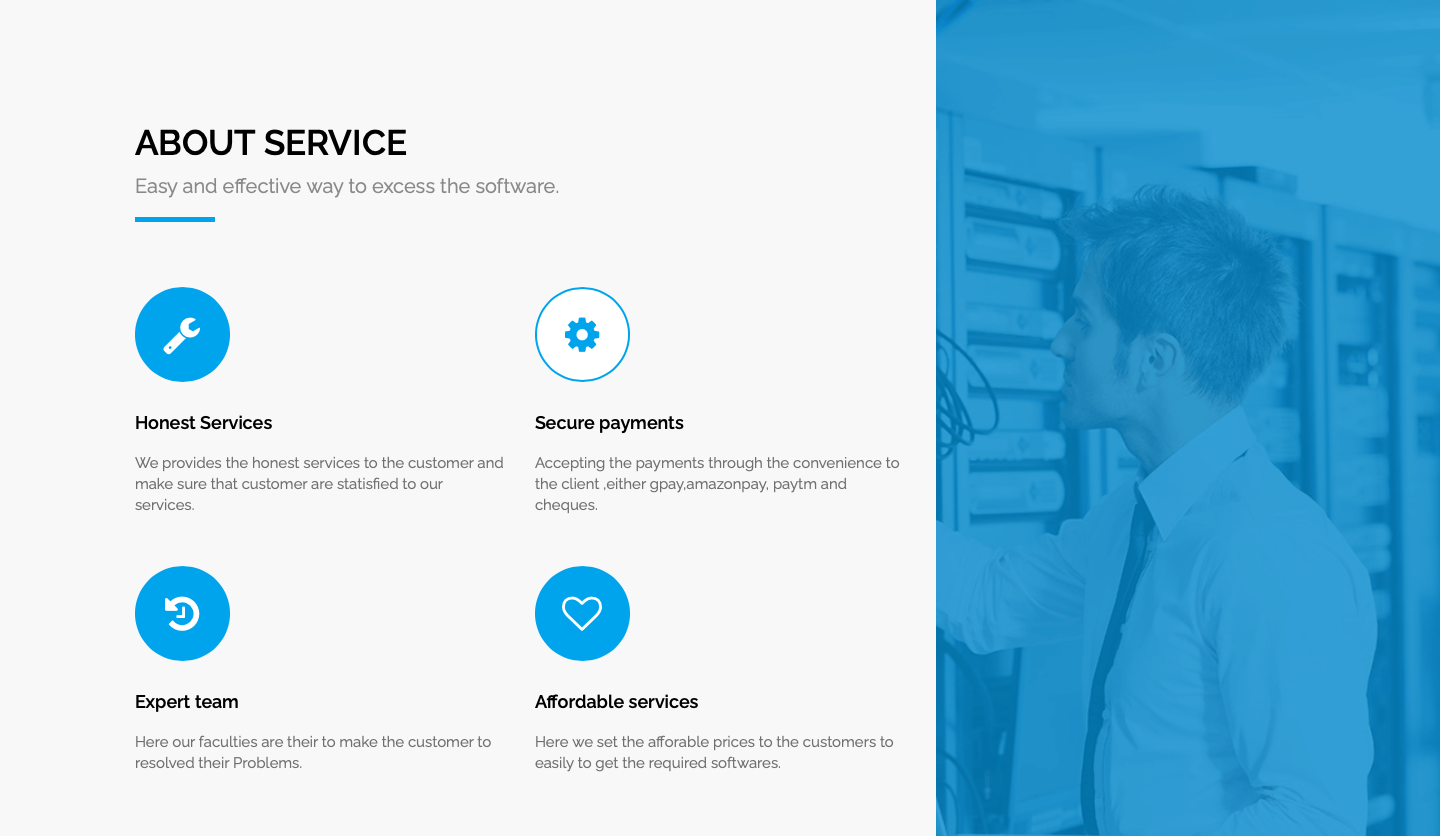 ABOUT SERVICE
Easy and effective way to excess the software.
Honest Services
We provides the honest services to the customer and
make sure that customer are statisfied to our
services.
Secure payments
Accepting the payments through the convenience to
the client ,either gpay,amazonpay, paytm and
cheques.
Expert team
Here our faculties are their to make the customer to
resolved their Problems.
Affordable services
Here we set the afforable prices to the customers to
easily to get the required softwares.